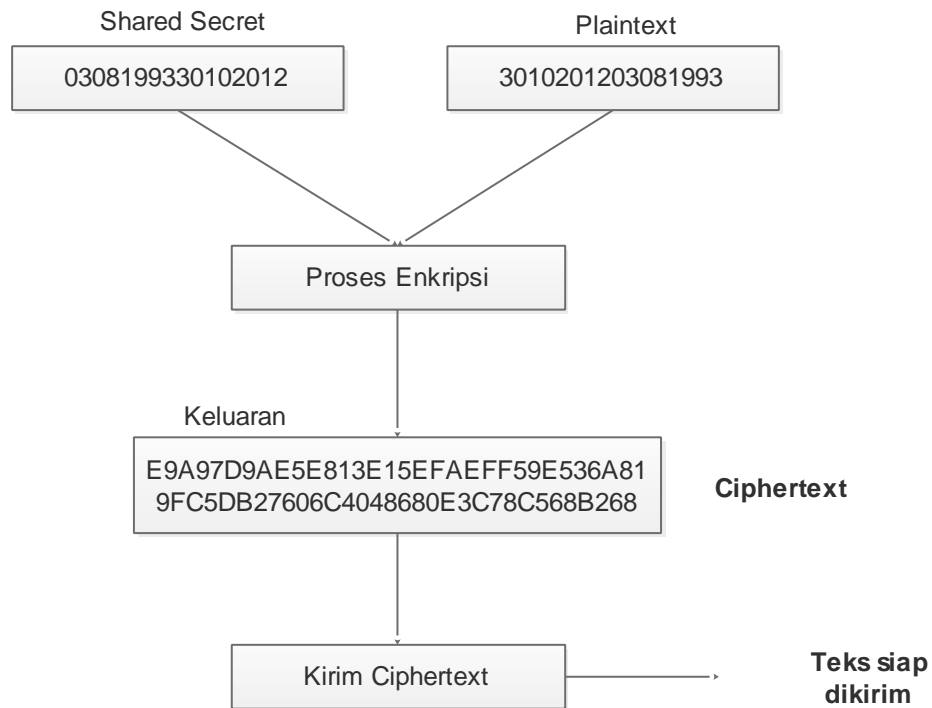 Shared Secret
Plaintext
0308199330102012
3010201203081993
Proses Enkripsi
Keluaran
E9A97D9AE5E813E15EFAEFF59E536A81
9FC5DB27606C4048680E3C78C568B268
Ciphertext
Kirim Ciphertext
Teks siap
dikirim